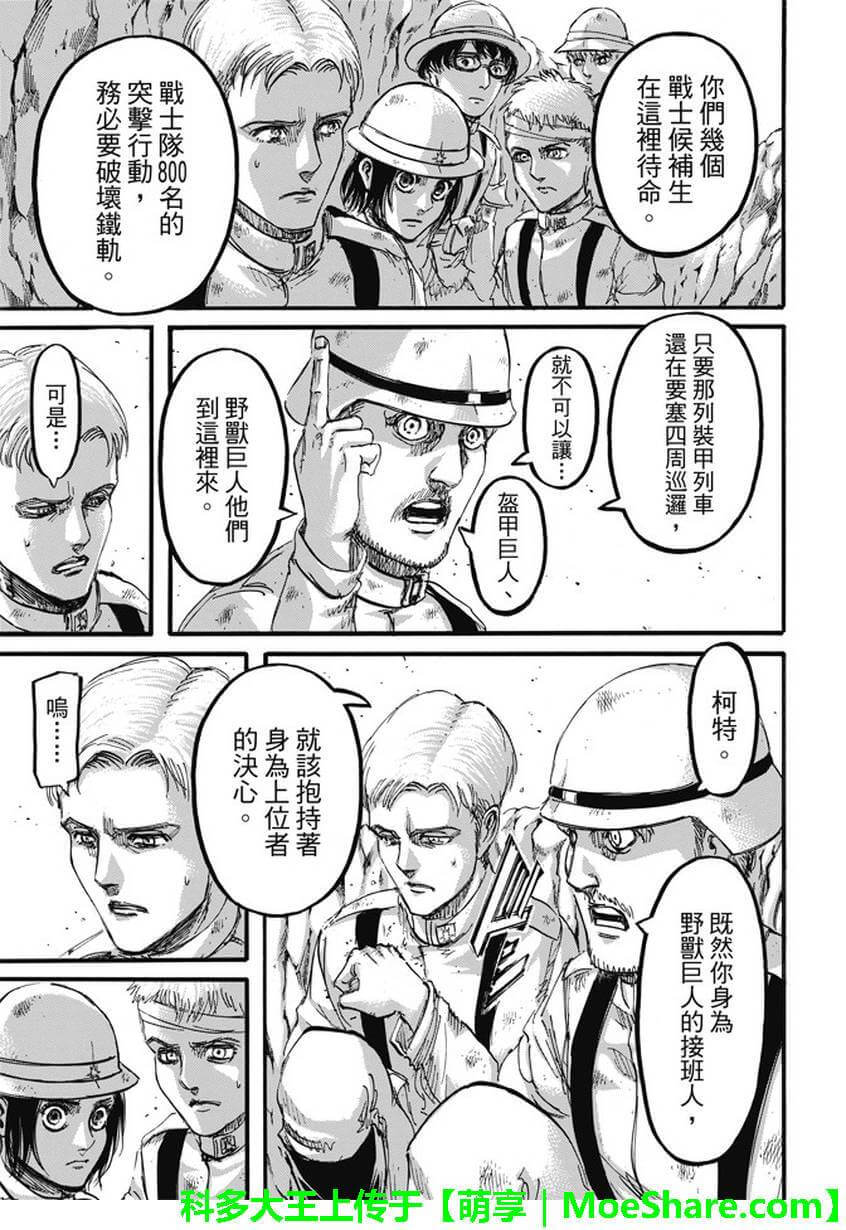 你們幾個
戰士候補生
在這裡待命。
戰士隊800名的
突擊行動，
務必要破壞鐵軌。
只要那列裝甲列車
還在要塞四周巡邏，
就不可以讓…
盔甲巨人、
野獸巨人他們
到這裡來。
可是…
柯特。
既然你身為
野獸巨人的接班人，
就該抱持著
身為上位者
的決心。
嗚……
科多大王上传于【萌享｜MoeShare.com】